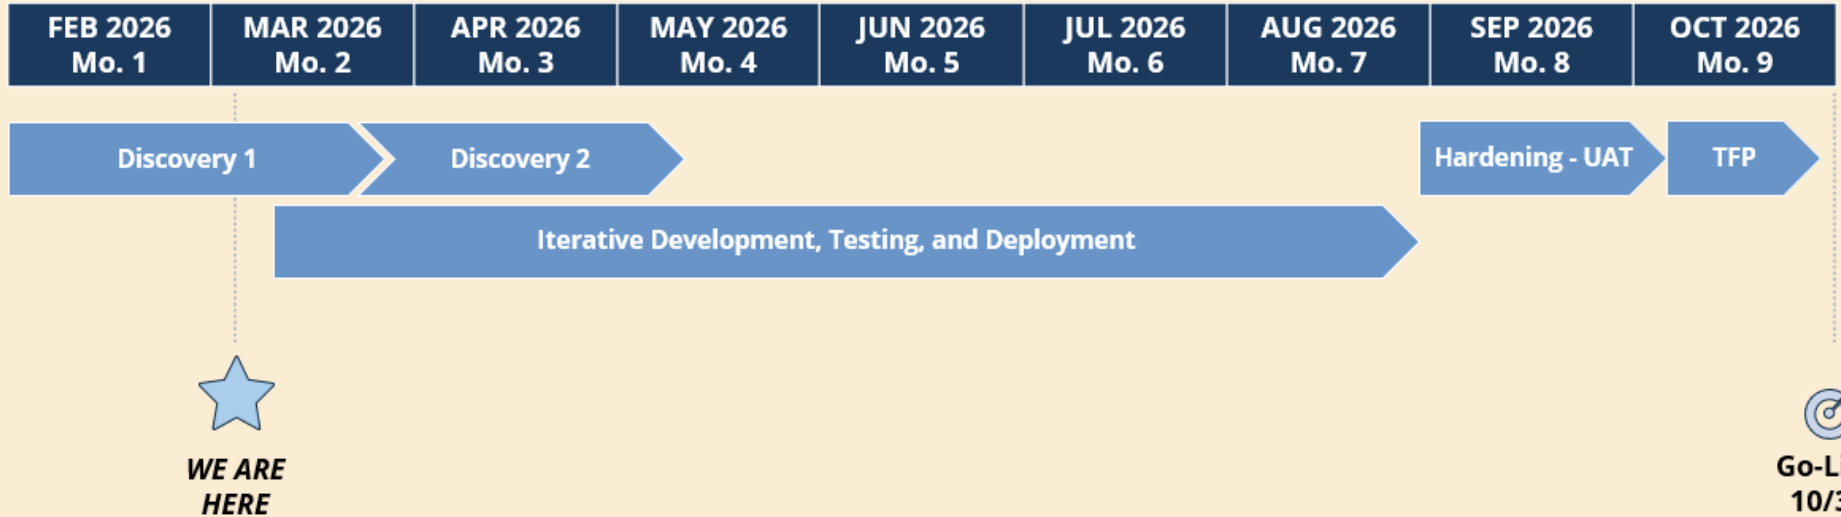 FEB 2026
Mo. 1
MAR 2026
Mo. 2
APR 2026
Mo. 3
MAY 2026
Mo. 4
JUN 2026
Mo. 5
JUL 2026
Mo. 6
AUG 2026
Mo. 7
SEP 2026
Mo. 8
OCT 2026
Mo. 9
Discovery 1
Discovery 2
Hardening - UAT
TFP
Iterative Development, Testing, and Deployment
WE ARE
HERE